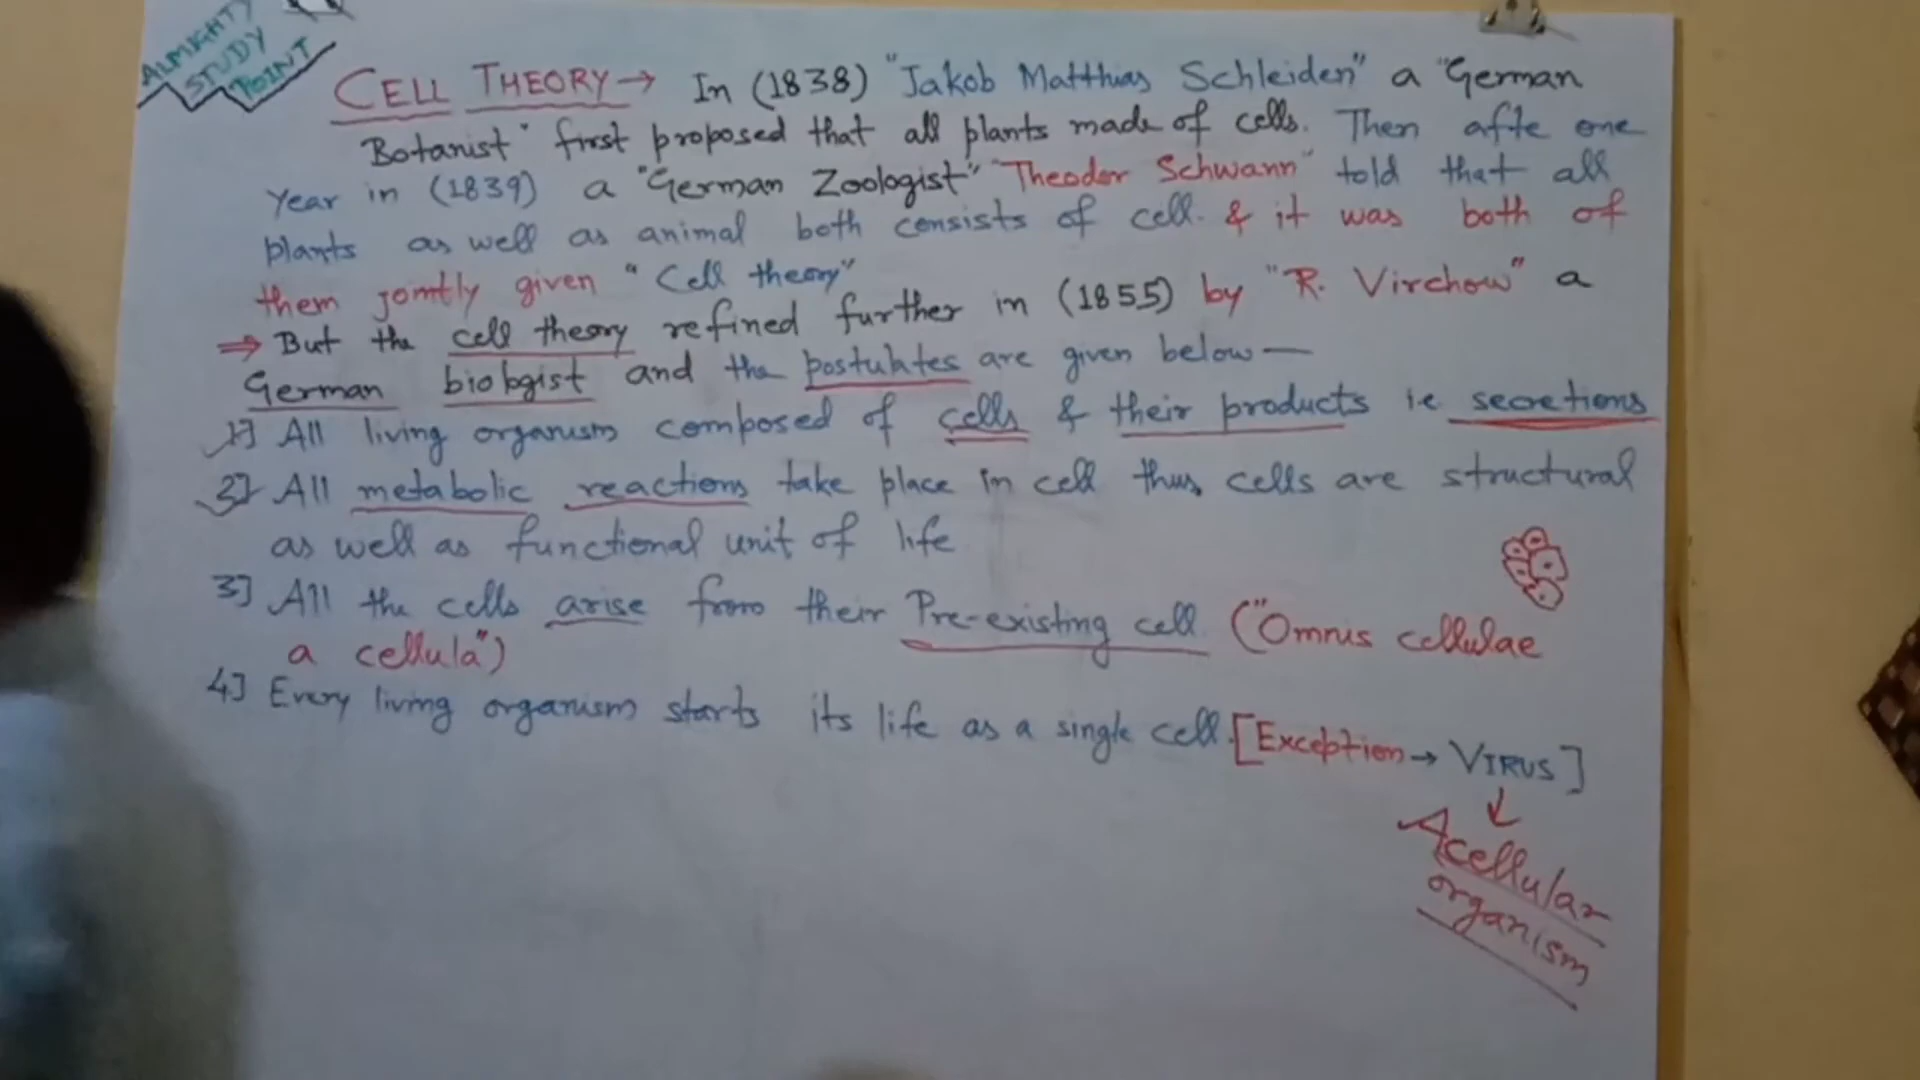 ALMIGHTY
STUDY
POINT
CELL THEORY → In (1838) "Jakob Matthias Schleiden" a "German
Botanist" first proposed that all plants made of cells. Then afte one
year in (1839) a "German Zoologist" "Theodor Schwann" told that all
plants as well as animal both consists of cell. & it was both of
them jointly given "Cell theory"
⇒ But the cell theory refined further in (1855) by "R. Virchow" a
German biologist and the postulates are given below—
1] All living organism composed of cells & their products ie secretions
2] All metabolic reactions take place in cell thus cells are structural
as well as functional unit of life
3] All the cells arise from their Pre-existing cell. ("Omnis cellulae
a cellula")
4] Every living organism starts its life as a single cell. [Exception → VIRUS]
Acellular
organism